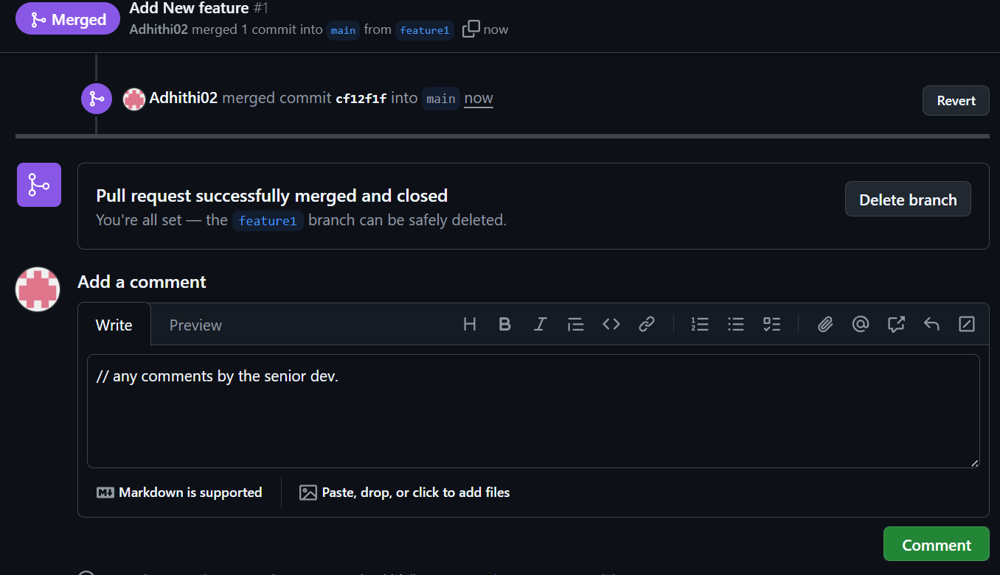 Merged
Add New feature #1
Adhithi02 merged 1 commit into main from feature1 now
Adhithi02 merged commit cf12f1f into main now
Revert
Pull request successfully merged and closed
You're all set — the feature1 branch can be safely deleted.
Delete branch
Add a comment
Write Preview
// any comments by the senior dev.
Markdown is supported
Paste, drop, or click to add files
Comment